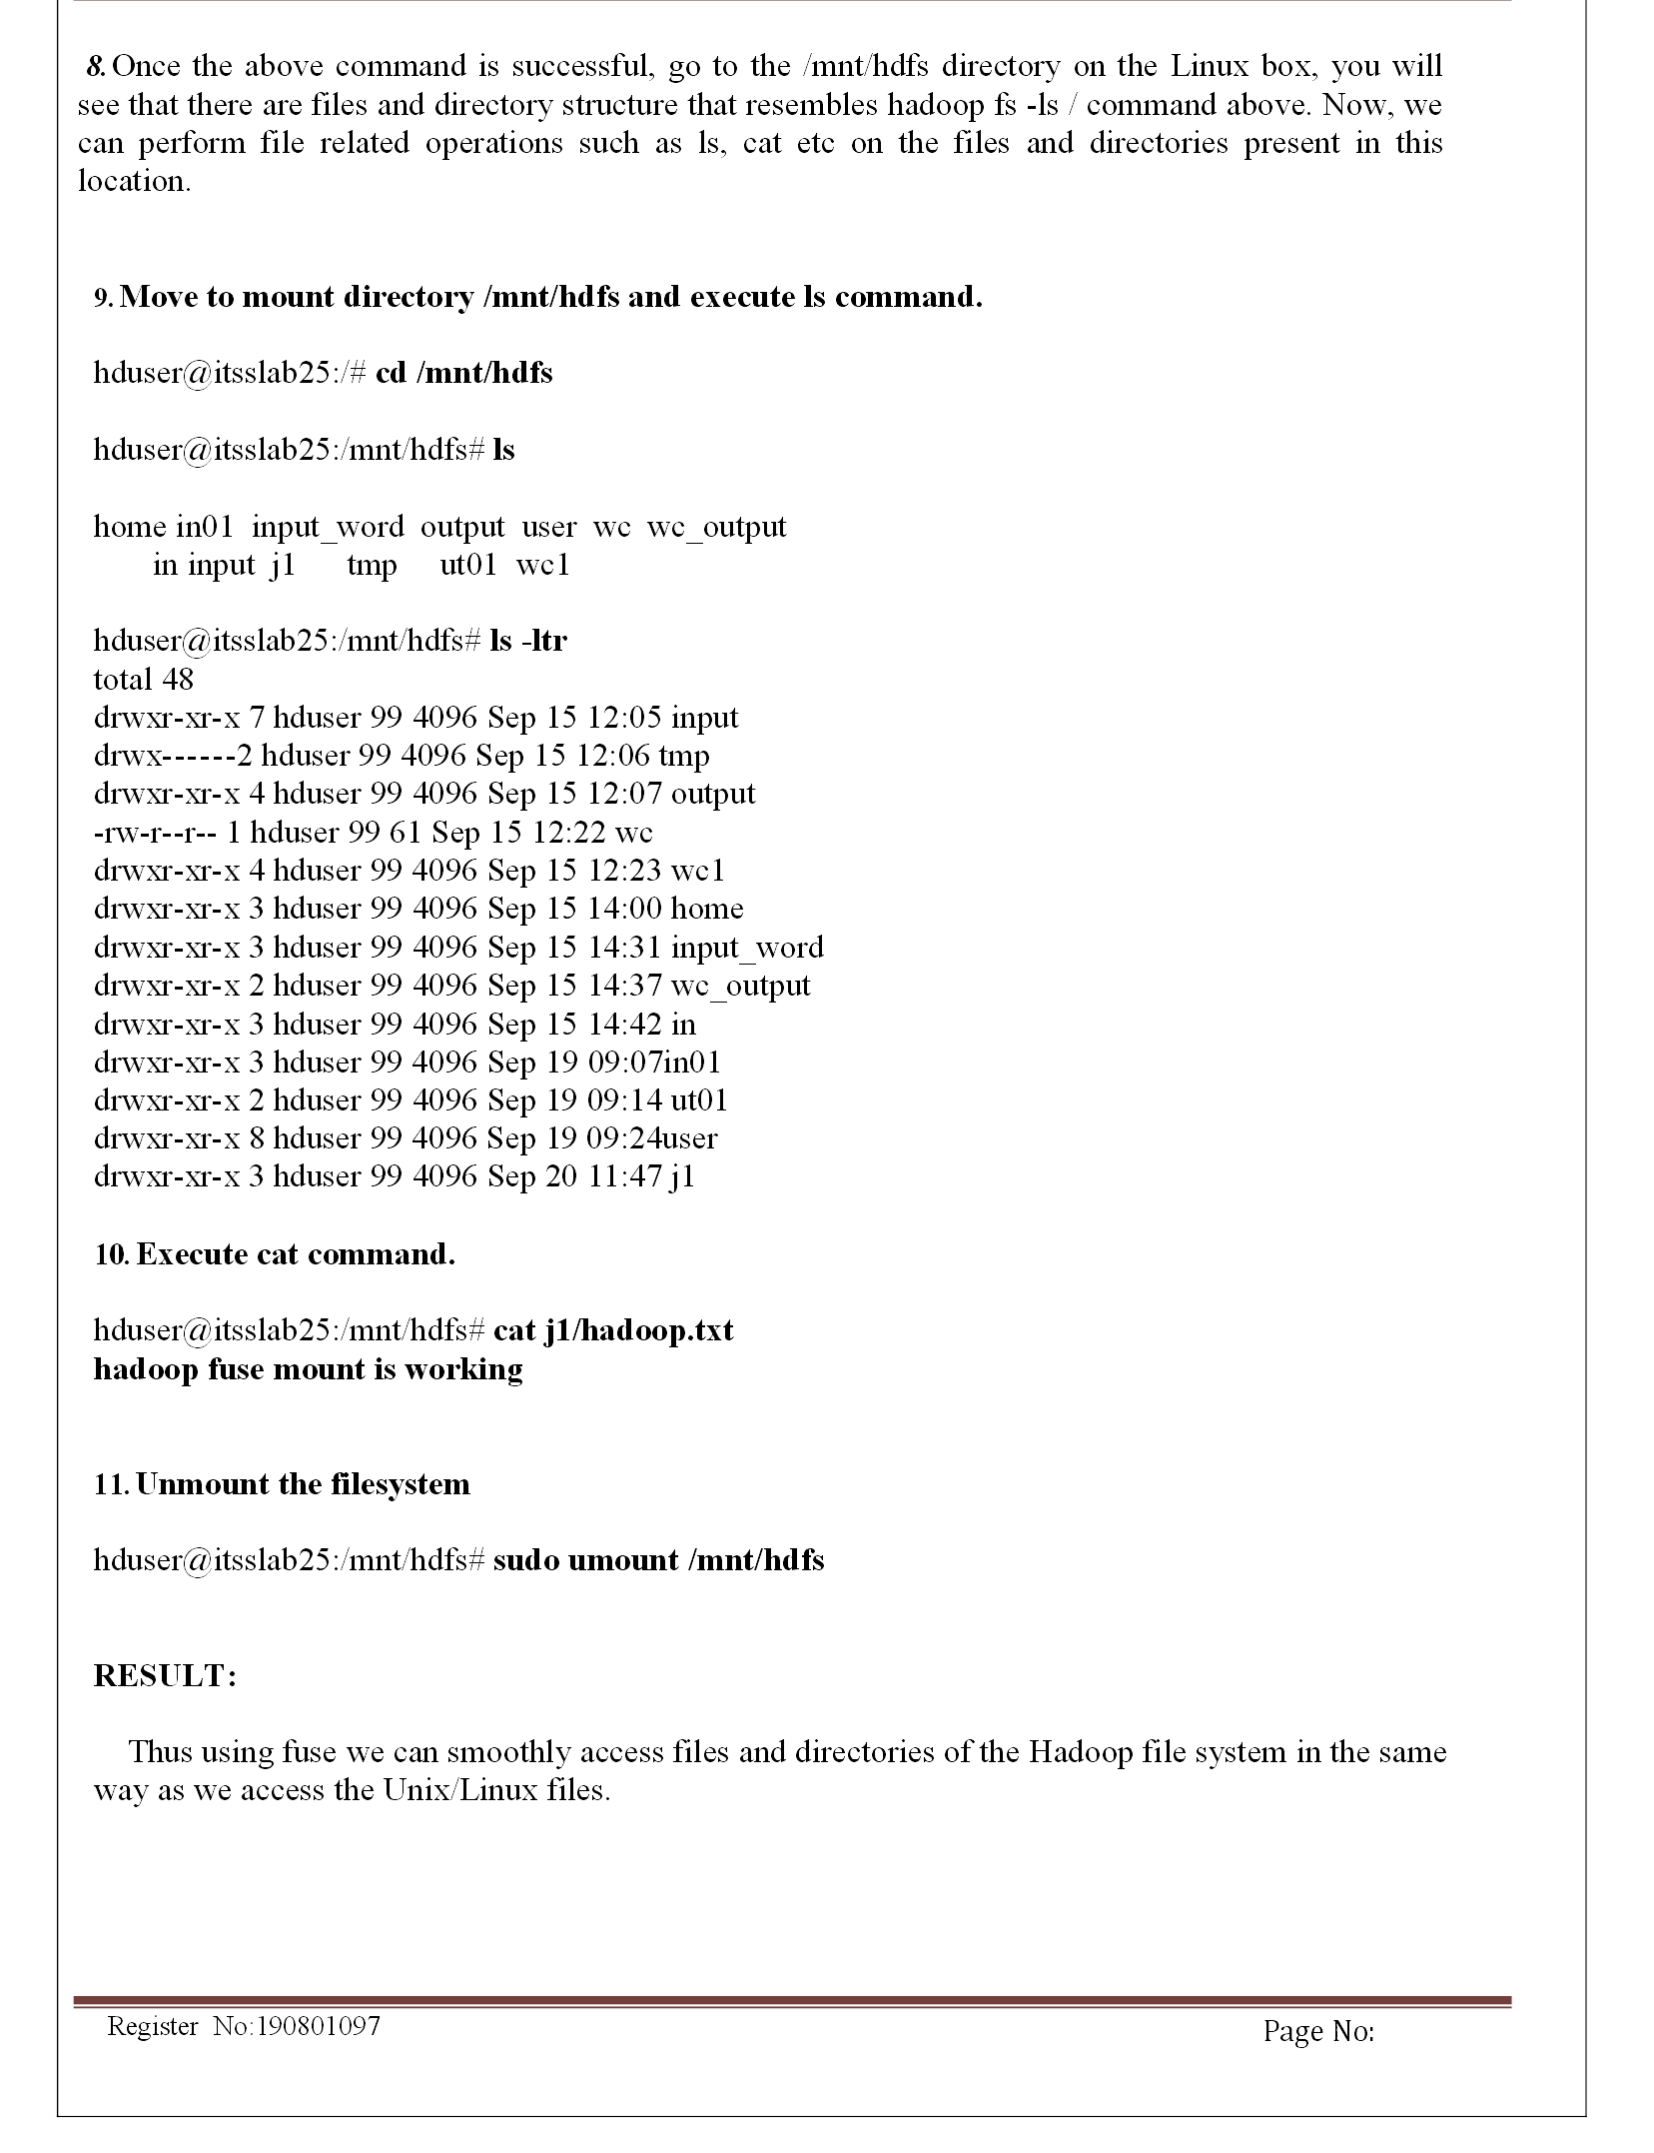 8. Once the above command is successful, go to the /mnt/hdfs directory on the Linux box, you will
see that there are files and directory structure that resembles hadoop fs -ls / command above. Now, we
can perform file related operations such as ls, cat etc on the files and directories present in this
location.
9. Move to mount directory /mnt/hdfs and execute ls command.
hduser@itsslab25:/# cd /mnt/hdfs
hduser@itsslab25:/mnt/hdfs# ls
home in01 input_word output user wc wc_output
in input j1 tmp ut01 wc1
hduser@itsslab25:/mnt/hdfs# ls -ltr
total 48
drwxr-xr-x 7 hduser 99 4096 Sep 15 12:05 input
drwx------2 hduser 99 4096 Sep 15 12:06 tmp
drwxr-xr-x 4 hduser 99 4096 Sep 15 12:07 output
-rw-r--r-- 1 hduser 99 61 Sep 15 12:22 wc
drwxr-xr-x 4 hduser 99 4096 Sep 15 12:23 wc1
drwxr-xr-x 3 hduser 99 4096 Sep 15 14:00 home
drwxr-xr-x 3 hduser 99 4096 Sep 15 14:31 input_word
drwxr-xr-x 2 hduser 99 4096 Sep 15 14:37 wc_output
drwxr-xr-x 3 hduser 99 4096 Sep 15 14:42 in
drwxr-xr-x 3 hduser 99 4096 Sep 19 09:07in01
drwxr-xr-x 2 hduser 99 4096 Sep 19 09:14 ut01
drwxr-xr-x 8 hduser 99 4096 Sep 19 09:24user
drwxr-xr-x 3 hduser 99 4096 Sep 20 11:47 j1
10. Execute cat command.
hduser@itsslab25:/mnt/hdfs# cat j1/hadoop.txt
hadoop fuse mount is working
11. Unmount the filesystem
hduser@itsslab25:/mnt/hdfs# sudo umount /mnt/hdfs
RESULT:
Thus using fuse we can smoothly access files and directories of the Hadoop file system in the same
way as we access the Unix/Linux files.
Register No:190801097
Page No: